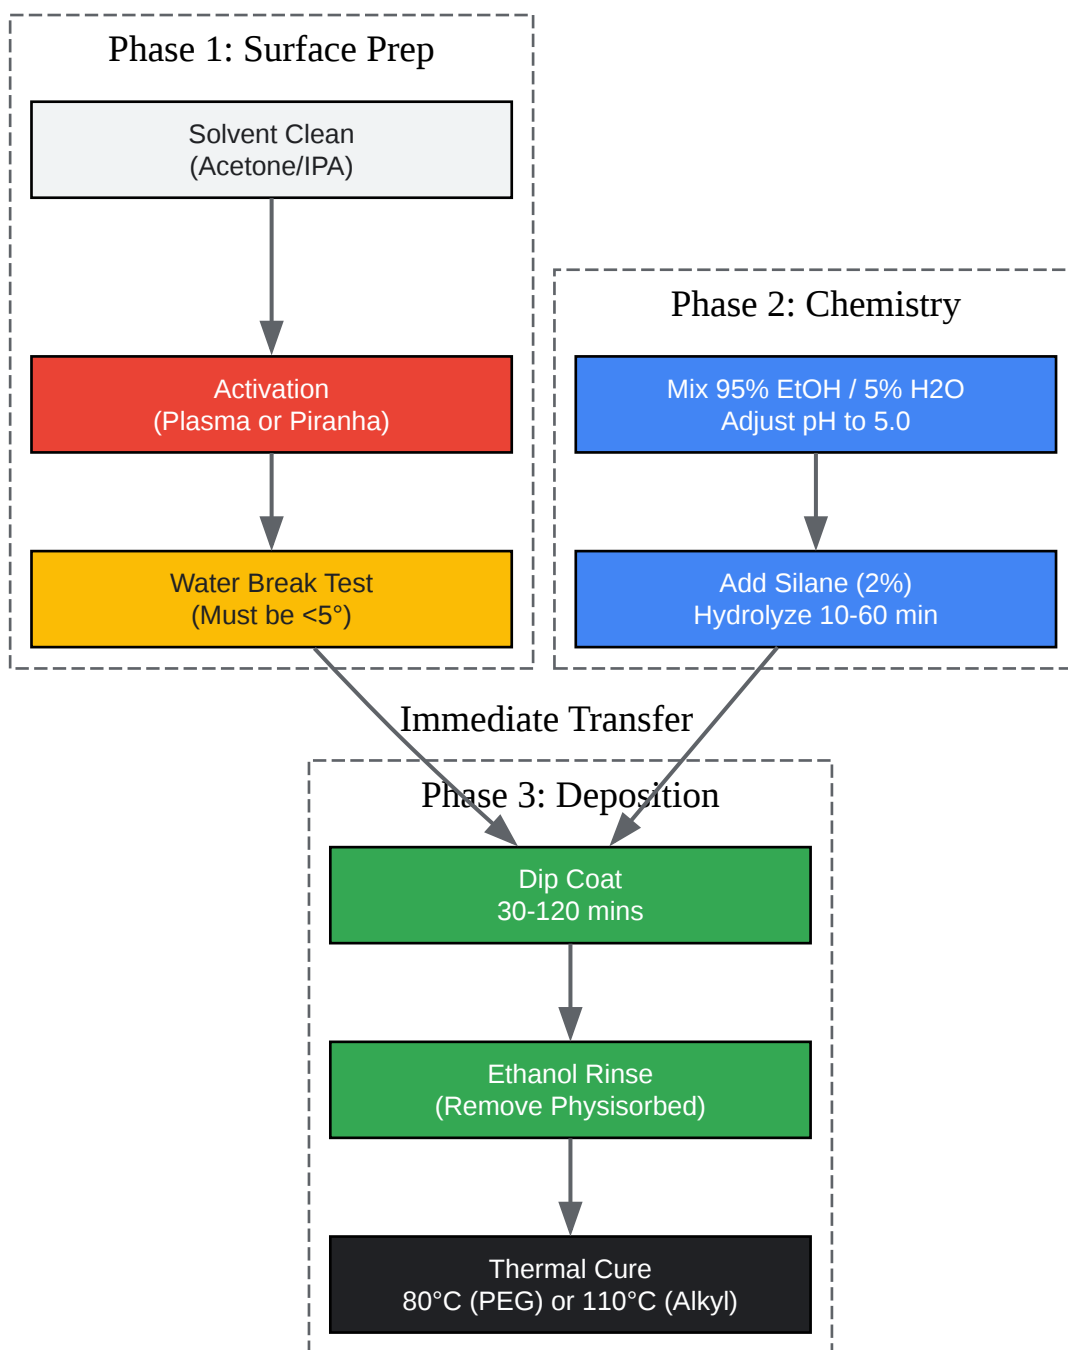 Phase 1: Surface Prep
Solvent Clean
(Acetone/IPA)
Activation
(Plasma or Piranha)
Water Break Test
(Must be <5°)
Phase 2: Chemistry
Mix 95% EtOH / 5% H2O
Adjust pH to 5.0
Add Silane (2%)
Hydrolyze 10-60 min
Immediate Transfer
Phase 3: Deposition
Dip Coat
30-120 mins
Ethanol Rinse
(Remove Physisorbed)
Thermal Cure
80°C (PEG) or 110°C (Alkyl)